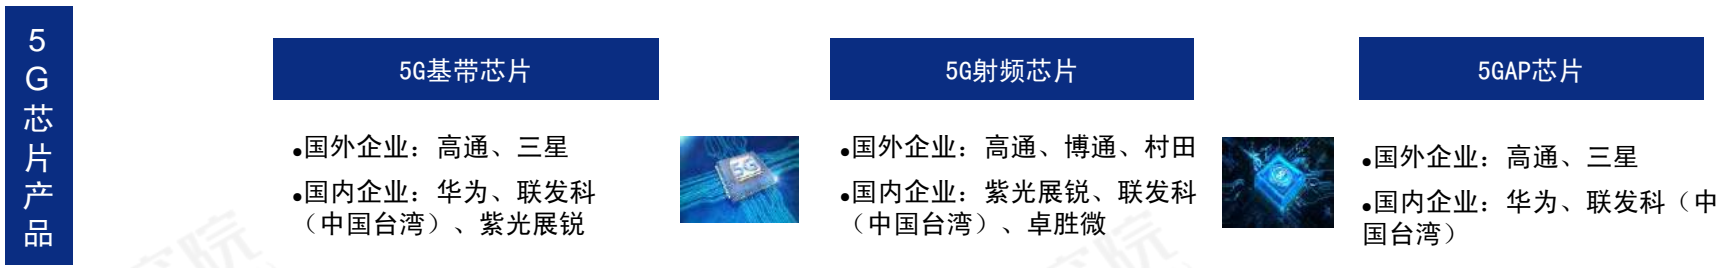 5G芯片产品
5G基带芯片
•国外企业：高通、三星
•国内企业：华为、联发科
（中国台湾）、紫光展锐
5G射频芯片
•国外企业：高通、博通、村田
•国内企业：紫光展锐、联发科
（中国台湾）、卓胜微
5GAP芯片
•国外企业：高通、三星
•国内企业：华为、联发科（中
国台湾）